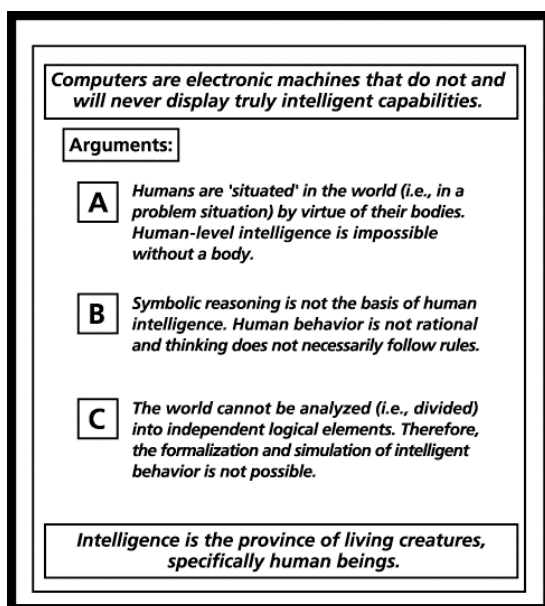 Computers are electronic machines that do not and
will never display truly intelligent capabilities.
Arguments:
A
Humans are 'situated' in the world (i.e., in a
problem situation) by virtue of their bodies.
Human-level intelligence is impossible
without a body.
B
Symbolic reasoning is not the basis of human
intelligence. Human behavior is not rational
and thinking does not necessarily follow rules.
C
The world cannot be analyzed (i.e., divided)
into independent logical elements. Therefore,
the formalization and simulation of intelligent
behavior is not possible.
Intelligence is the province of living creatures,
specifically human beings.